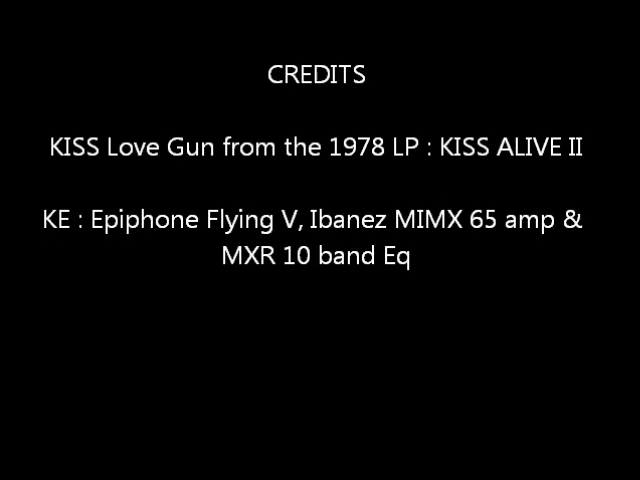 CREDITS
KISS Love Gun from the 1978 LP : KISS ALIVE II
KE : Epiphone Flying V, Ibanez MIMX 65 amp &
MXR 10 band Eq